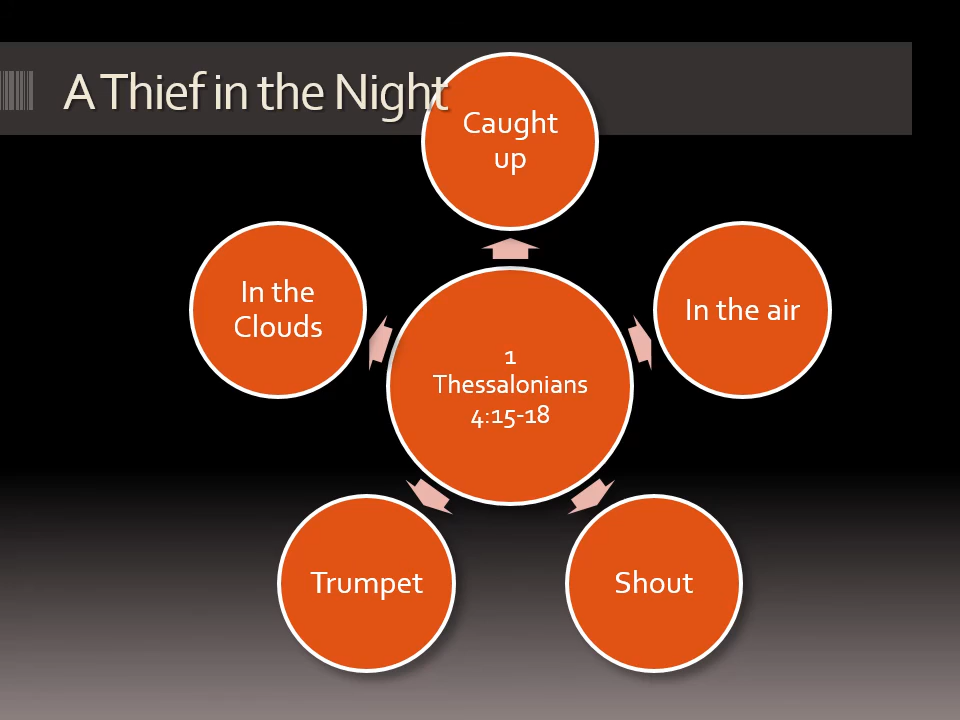 A Thief in the Night
Caught
up
In the
Clouds
In the air
1
Thessalonians
4:15-18
Trumpet
Shout